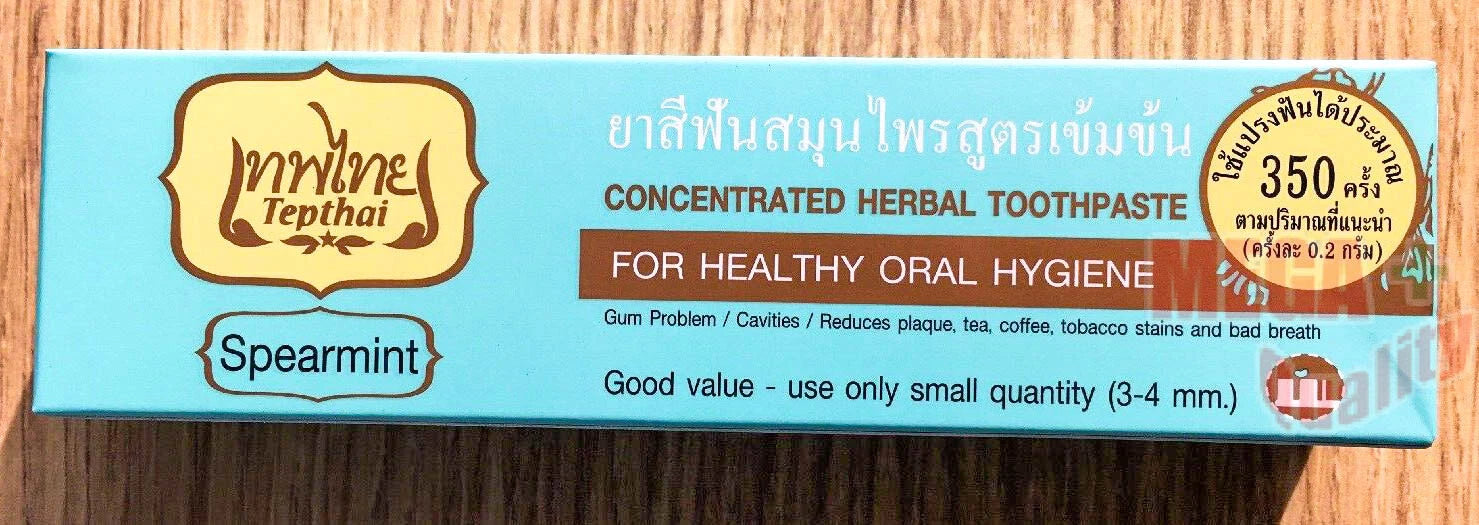 เทพไทย
Tepthai
Spearmint
ยาสีฟันสมุนไพรสูตรเข้มข้น
CONCENTRATED HERBAL TOOTHPASTE
FOR HEALTHY ORAL HYGIENE
Gum Problem / Cavities / Reduces plaque, tea, coffee, tobacco stains and bad breath
Good value - use only small quantity (3-4 mm.)
ใช้แปรงฟันได้ประมาณ
350 ครั้ง
ตามปริมาณที่แนะนำ
(ครั้งละ 0.2 กรัม)
MEGA
Quality